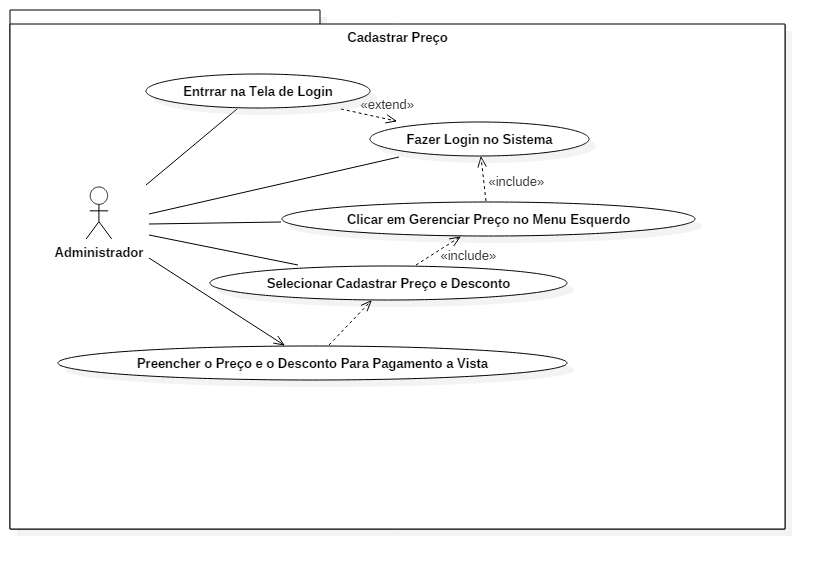 Cadastrar Preço
Entrrar na Tela de Login
«extend»
Fazer Login no Sistema
«include»
Clicar em Gerenciar Preço no Menu Esquerdo
Administrador
«include»
Selecionar Cadastrar Preço e Desconto
Preencher o Preço e o Desconto Para Pagamento a Vista